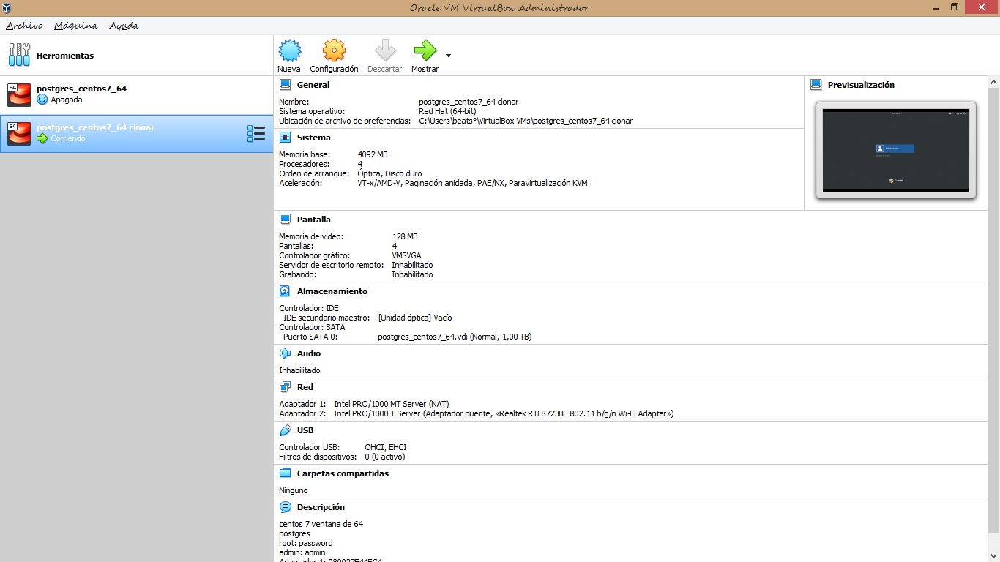 Oracle VM VirtualBox Administrador
Archivo Máquina Ayuda
Herramientas
Nueva Configuración Descartar Mostrar
64 postgres_centos7_64
Apagada
64 postgres_centos7_64 clonar
Corriendo
General
Nombre: postgres_centos7_64 clonar
Sistema operativo: Red Hat (64-bit)
Ubicación de archivo de preferencias: C:\Users\beats°\VirtualBox VMs\postgres_centos7_64 clonar
Previsualización
Sistema
Memoria base: 4092 MB
Procesadores: 4
Orden de arranque: Óptica, Disco duro
Aceleración: VT-x/AMD-V, Paginación anidada, PAE/NX, Paravirtualización KVM
Pantalla
Memoria de vídeo: 128 MB
Pantallas: 4
Controlador gráfico: VMSVGA
Servidor de escritorio remoto: Inhabilitado
Grabando: Inhabilitado
Almacenamiento
Controlador: IDE
IDE secundario maestro: [Unidad óptica] Vacío
Controlador: SATA
Puerto SATA 0: postgres_centos7_64.vdi (Normal, 1,00 TB)
Audio
Inhabilitado
Red
Adaptador 1: Intel PRO/1000 MT Server (NAT)
Adaptador 2: Intel PRO/1000 T Server (Adaptador puente, «Realtek RTL8723BE 802.11 b/g/n Wi-Fi Adapter»)
USB
Controlador USB: OHCI, EHCI
Filtros de dispositivos: 0 (0 activo)
Carpetas compartidas
Ninguno
Descripción
centos 7 ventana de 64
postgres
root: password
admin: admin
Adaptador 1: